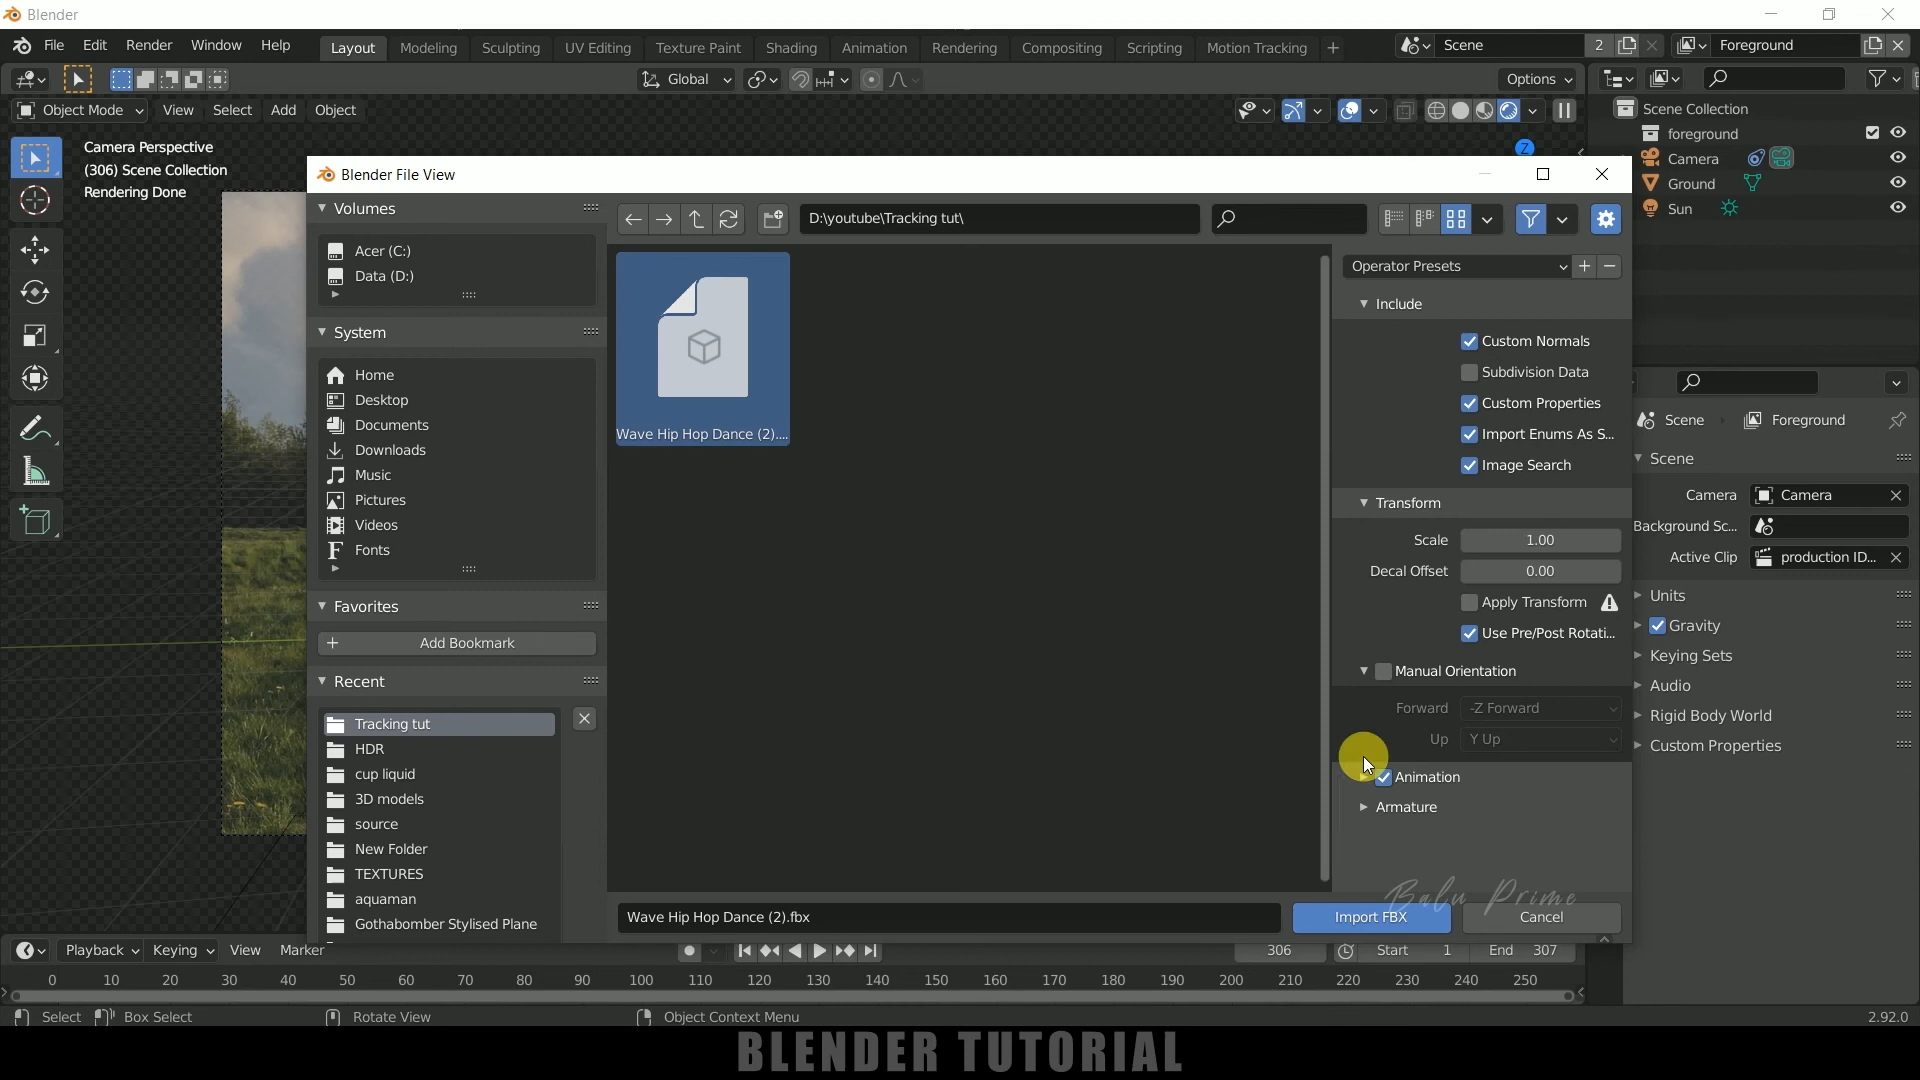 Blender
File Edit Render Window Help
Layout Modeling Sculpting UV Editing Texture Paint Shading Animation Rendering Compositing Scripting Motion Tracking +
Scene 2
Foreground
Global
Options
Object Mode View Select Add Object
Camera Perspective
(306) Scene Collection
Rendering Done
Z
Scene Collection
foreground
Camera
Ground
Sun
Blender File View
Volumes
Acer (C:)
Data (D:)
System
Home
Desktop
Documents
Downloads
Music
Pictures
Videos
Fonts
Favorites
Add Bookmark
Recent
Tracking tut
HDR
cup liquid
3D models
source
New Folder
TEXTURES
aquaman
Gothabomber Stylised Plane
D:\youtube\Tracking tut\
Wave Hip Hop Dance (2)....
Operator Presets
Include
Custom Normals
Subdivision Data
Custom Properties
Import Enums As S...
Image Search
Transform
Scale 1.00
Decal Offset 0.00
Apply Transform
Use Pre/Post Rotati...
Manual Orientation
Forward -Z Forward
Up Y Up
Animation
Armature
Balu Prime
Wave Hip Hop Dance (2).fbx
Import FBX Cancel
Scene Foreground
Scene
Camera Camera
Background Sc...
Active Clip production ID...
Units
Gravity
Keying Sets
Audio
Rigid Body World
Custom Properties
Playback Keying View Marker
306 Start 1 End 307
0 10 20 30 40 50 60 70 80 90 100 110 120 130 140 150 160 170 180 190 200 210 220 230 240 250
Select Box Select Rotate View Object Context Menu 2.92.0
BLENDER TUTORIAL